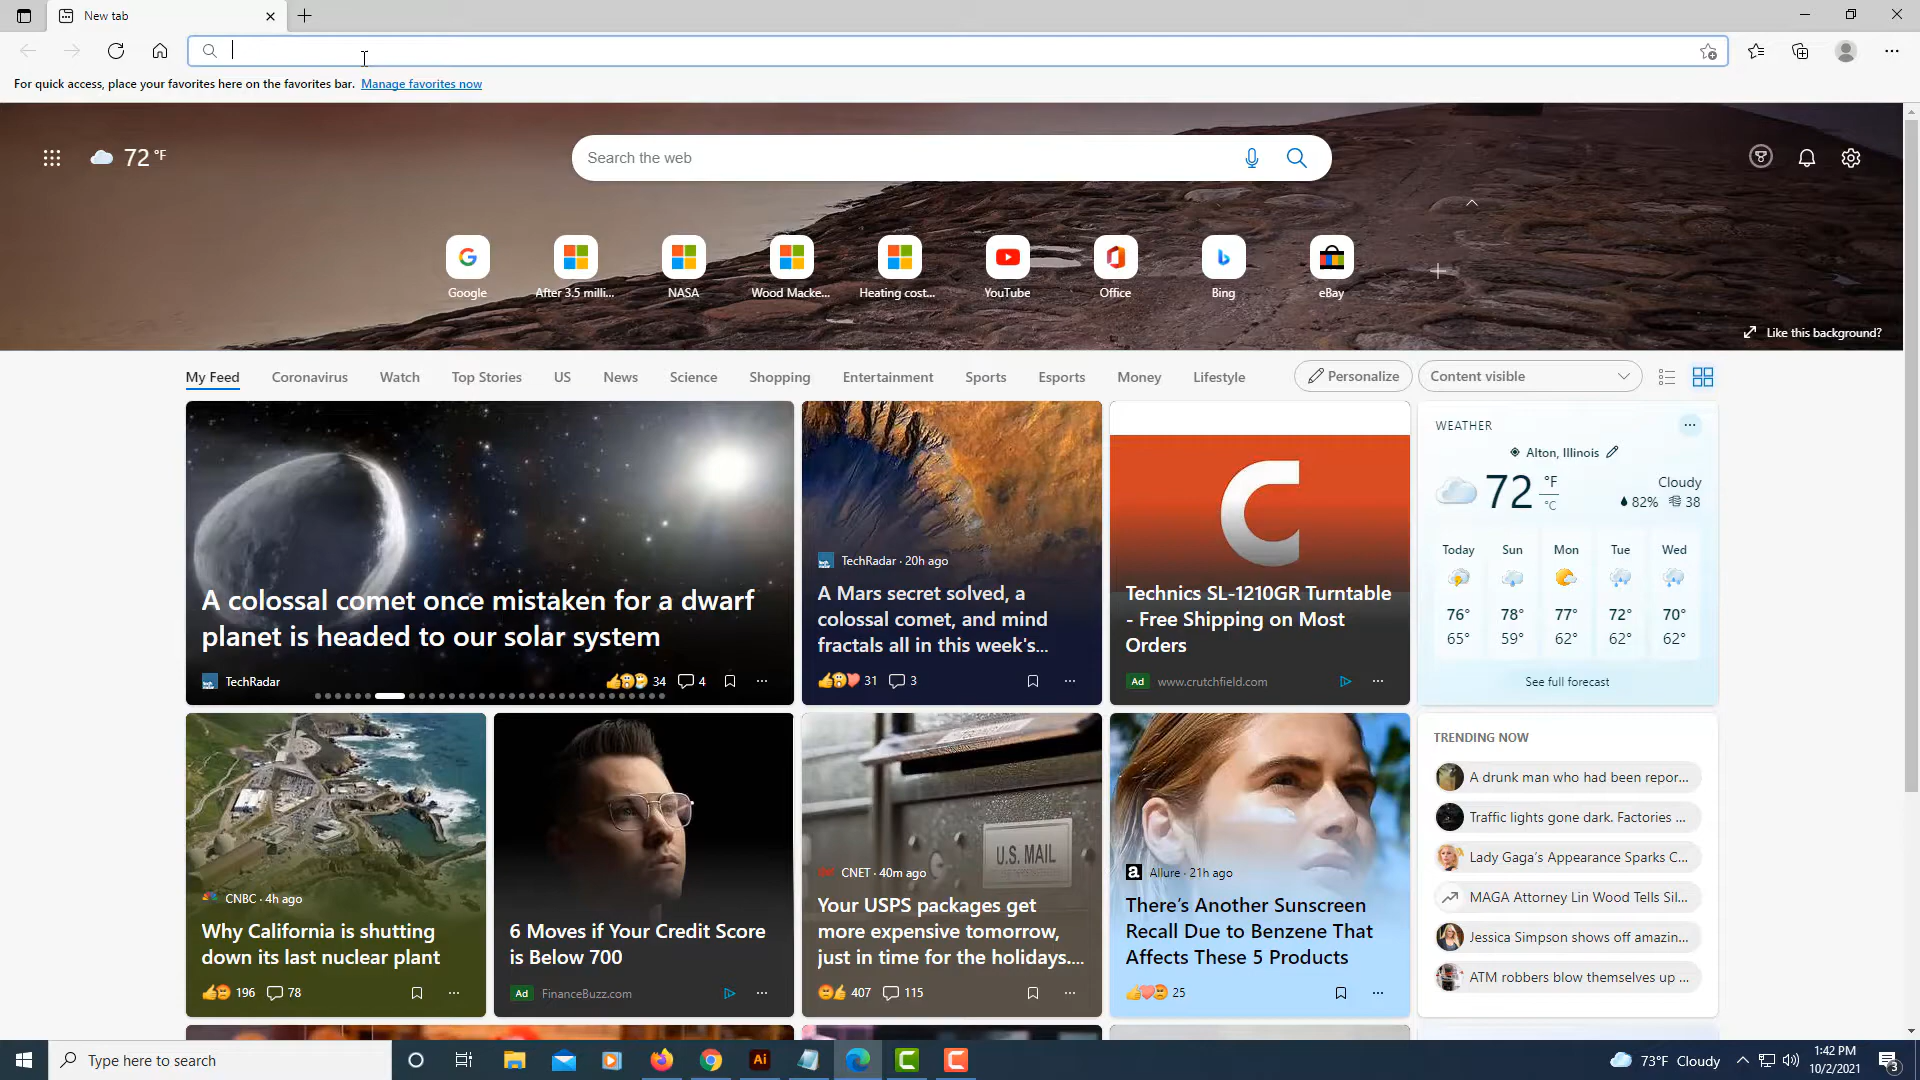 New tab
For quick access, place your favorites here on the favorites bar. Manage favorites now
72 °F
Search the web
Google
After 3.5 milli...
NASA
Wood Macke...
Heating cost...
YouTube
Office
Bing
eBay
Like this background?
My Feed
Coronavirus
Watch
Top Stories
US
News
Science
Shopping
Entertainment
Sports
Esports
Money
Lifestyle
Personalize
Content visible
A colossal comet once mistaken for a dwarf
planet is headed to our solar system
TechRadar
34
4
TechRadar · 20h ago
A Mars secret solved, a
colossal comet, and mind
fractals all in this week's...
31
3
Technics SL-1210GR Turntable
- Free Shipping on Most
Orders
Ad www.crutchfield.com
WEATHER
Alton, Illinois
72 °F
°C
Cloudy
82% 38
Today Sun Mon Tue Wed
76° 78° 77° 72° 70°
65° 59° 62° 62° 62°
See full forecast
CNBC · 4h ago
Why California is shutting
down its last nuclear plant
196
78
6 Moves if Your Credit Score
is Below 700
Ad FinanceBuzz.com
U.S. MAIL
CNET · 40m ago
Your USPS packages get
more expensive tomorrow,
just in time for the holidays....
407
115
a Allure · 21h ago
There's Another Sunscreen
Recall Due to Benzene That
Affects These 5 Products
25
TRENDING NOW
A drunk man who had been repor...
Traffic lights gone dark. Factories ...
Lady Gaga's Appearance Sparks C...
MAGA Attorney Lin Wood Tells Sil...
Jessica Simpson shows off amazin...
ATM robbers blow themselves up ...
Type here to search
Ai
73°F Cloudy
1:42 PM
10/2/2021
3